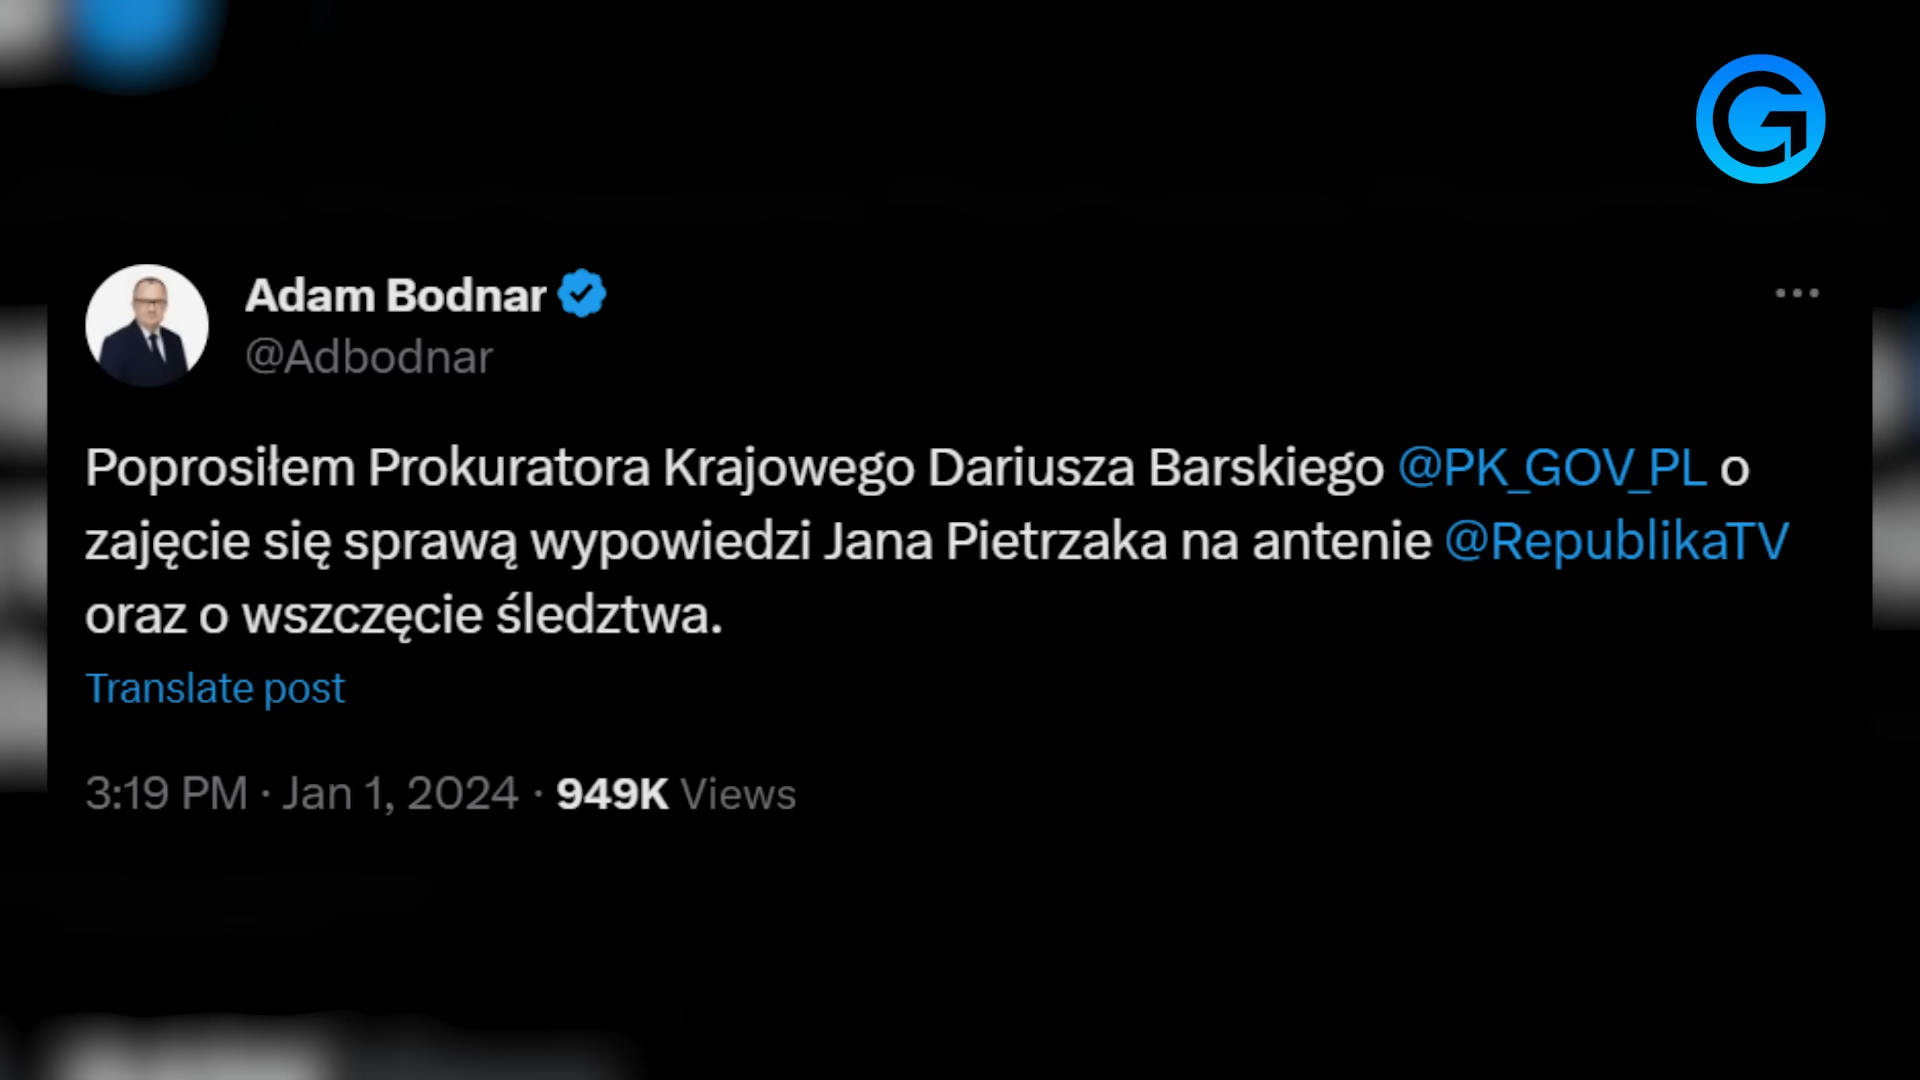 Adam Bodnar
@Adbodnar
Poprosiłem Prokuratora Krajowego Dariusza Barskiego @PK_GOV_PL o
zajęcie się sprawą wypowiedzi Jana Pietrzaka na antenie @RepublikaTV
oraz o wszczęcie śledztwa.
Translate post
3:19 PM · Jan 1, 2024 · 949K Views